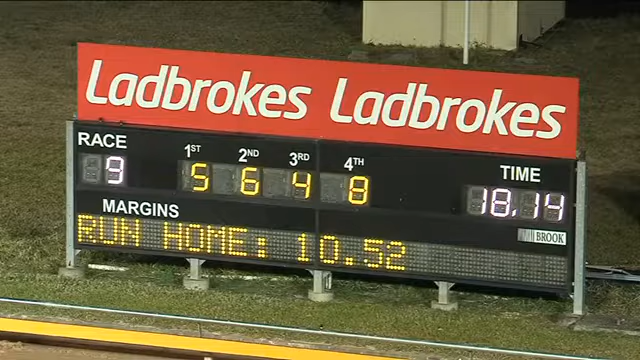 Ladbrokes Ladbrokes
RACE 1ST 2ND 3RD 4TH TIME
9 5 6 4 8 18.14
MARGINS BROOK
RUN HOME: 10.52